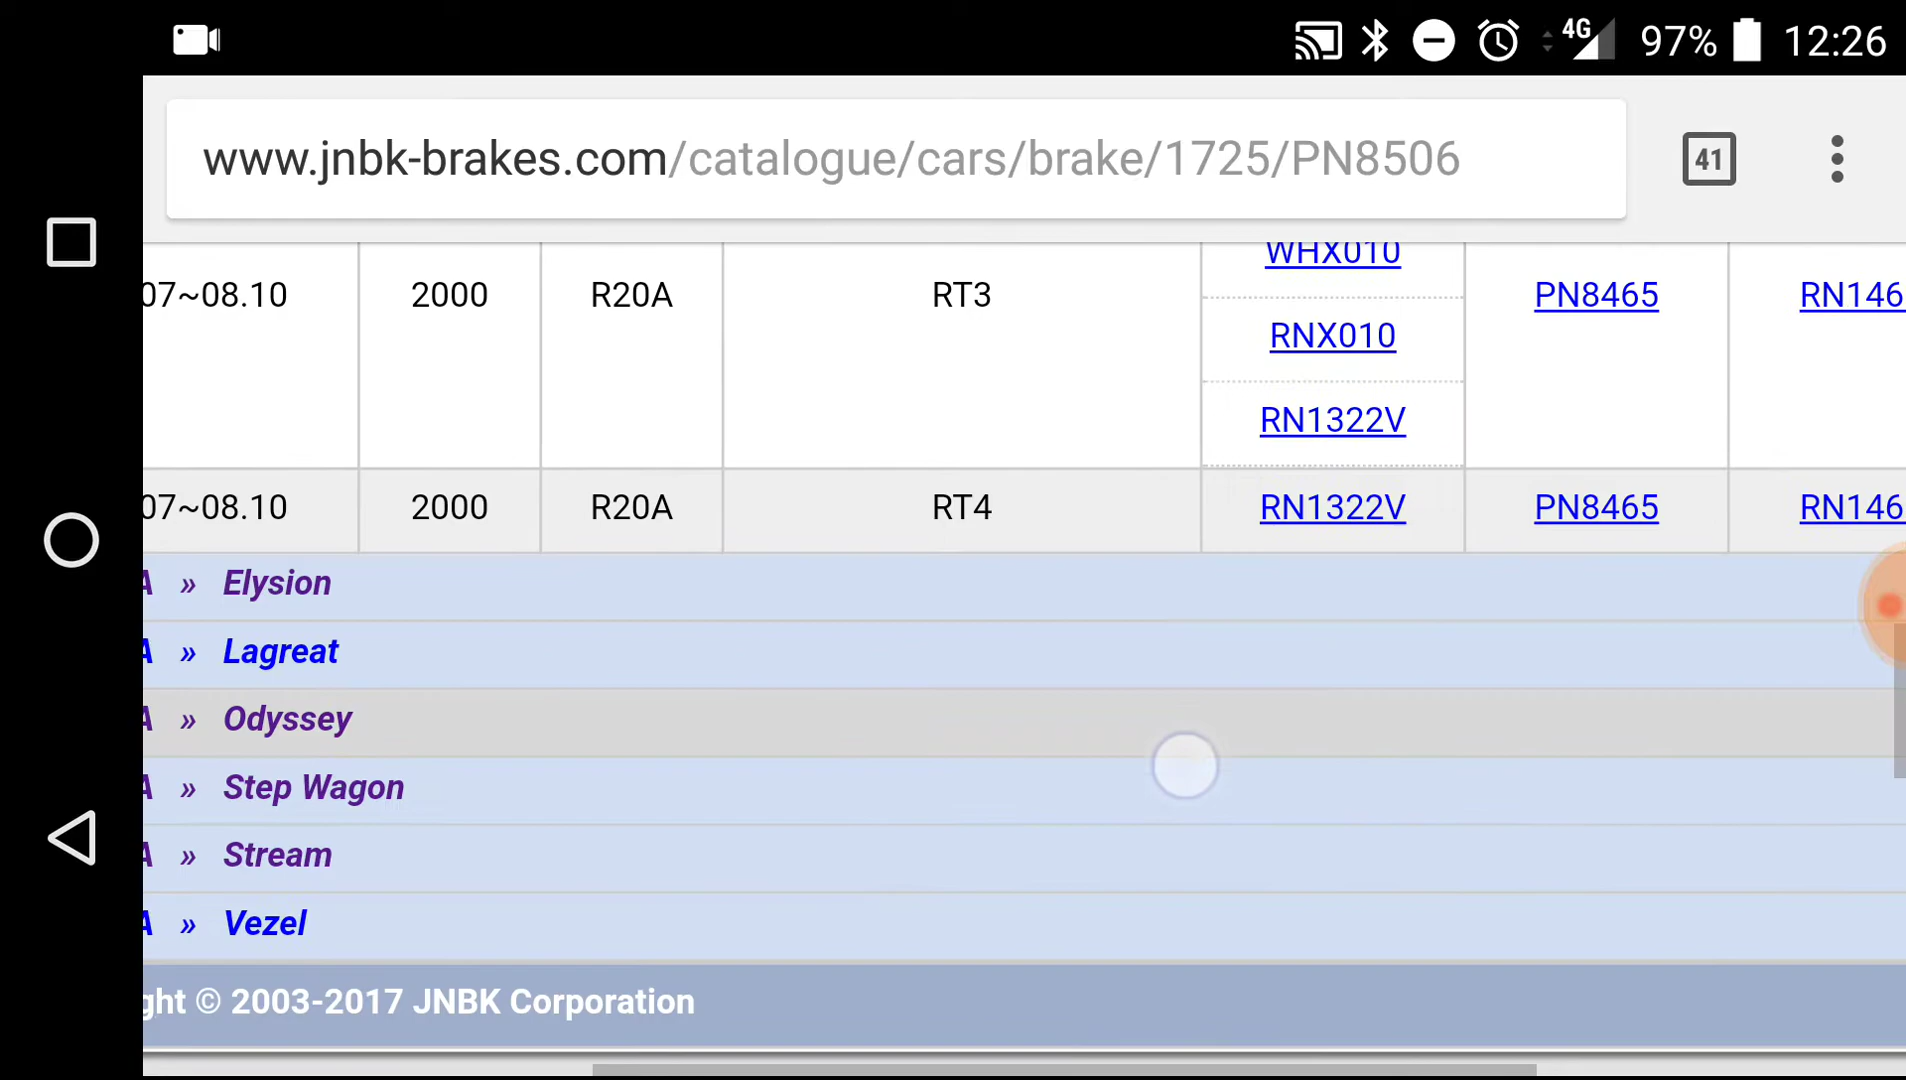 4G 97% 12:26
www.jnbk-brakes.com/catalogue/cars/brake/1725/PN8506 41
WHX010
07~08.10 2000 R20A RT3 PN8465 RN146
RNX010
RN1322V
07~08.10 2000 R20A RT4 RN1322V PN8465 RN146
A » Elysion
A » Lagreat
A » Odyssey
A » Step Wagon
A » Stream
A » Vezel
ght © 2003-2017 JNBK Corporation